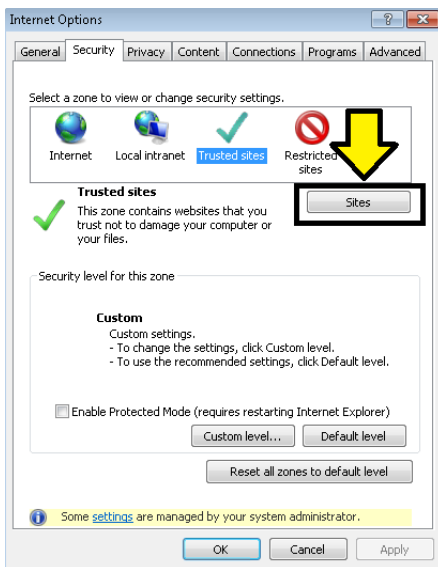 Internet Options
General Security Privacy Content Connections Programs Advanced
Select a zone to view or change security settings.
Internet Local intranet Trusted sites Restricted
sites
Trusted sites
Sites
This zone contains websites that you
trust not to damage your computer or
your files.
Security level for this zone
Custom
Custom settings.
- To change the settings, click Custom level.
- To use the recommended settings, click Default level.
Enable Protected Mode (requires restarting Internet Explorer)
Custom level... Default level
Reset all zones to default level
Some settings are managed by your system administrator.
OK Cancel Apply